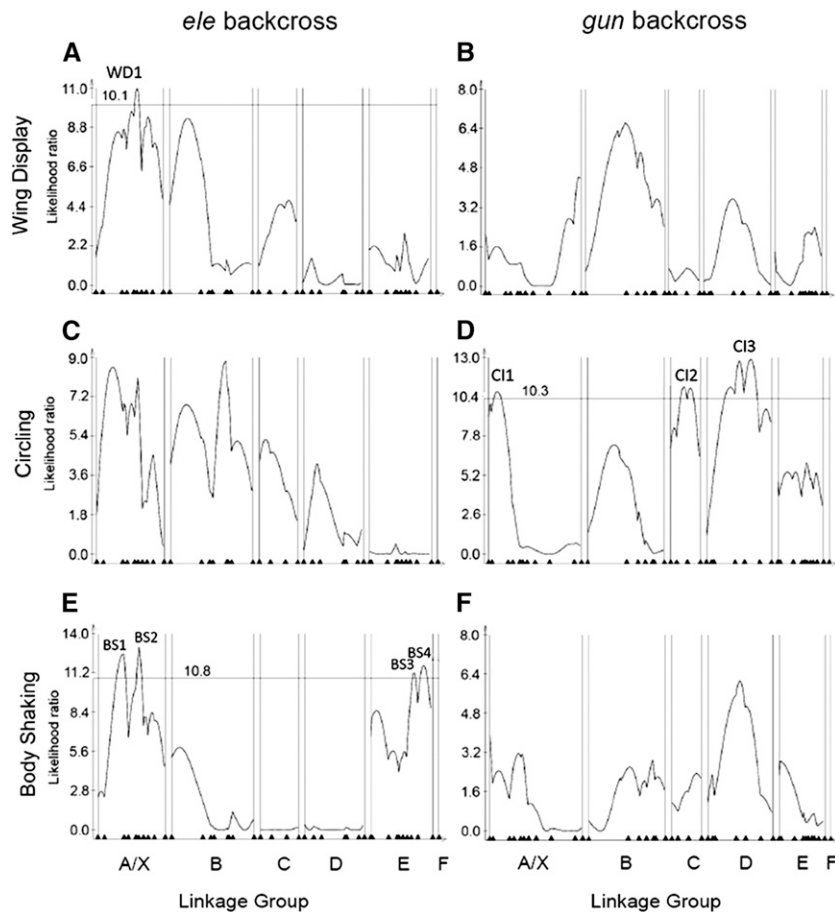 ele backcross
gun backcross
A
B
Wing Display
Likelihood ratio
WD1
10.1
11.0
8.8
6.6
4.4
2.2
0.0
8.0
6.4
4.8
3.2
1.6
0.0
C
D
Circling
Likelihood ratio
9.0
7.2
5.4
3.6
1.8
0.0
CI1
CI2
CI3
10.3
13.0
10.4
7.8
5.2
2.6
0.0
E
F
Body Shaking
Likelihood ratio
BS1
BS2
BS3
BS4
10.8
14.0
11.2
8.4
5.6
2.8
0.0
8.0
6.4
4.8
3.2
1.6
0.0
A/X B C D E F
A/X B C D E F
Linkage Group
Linkage Group